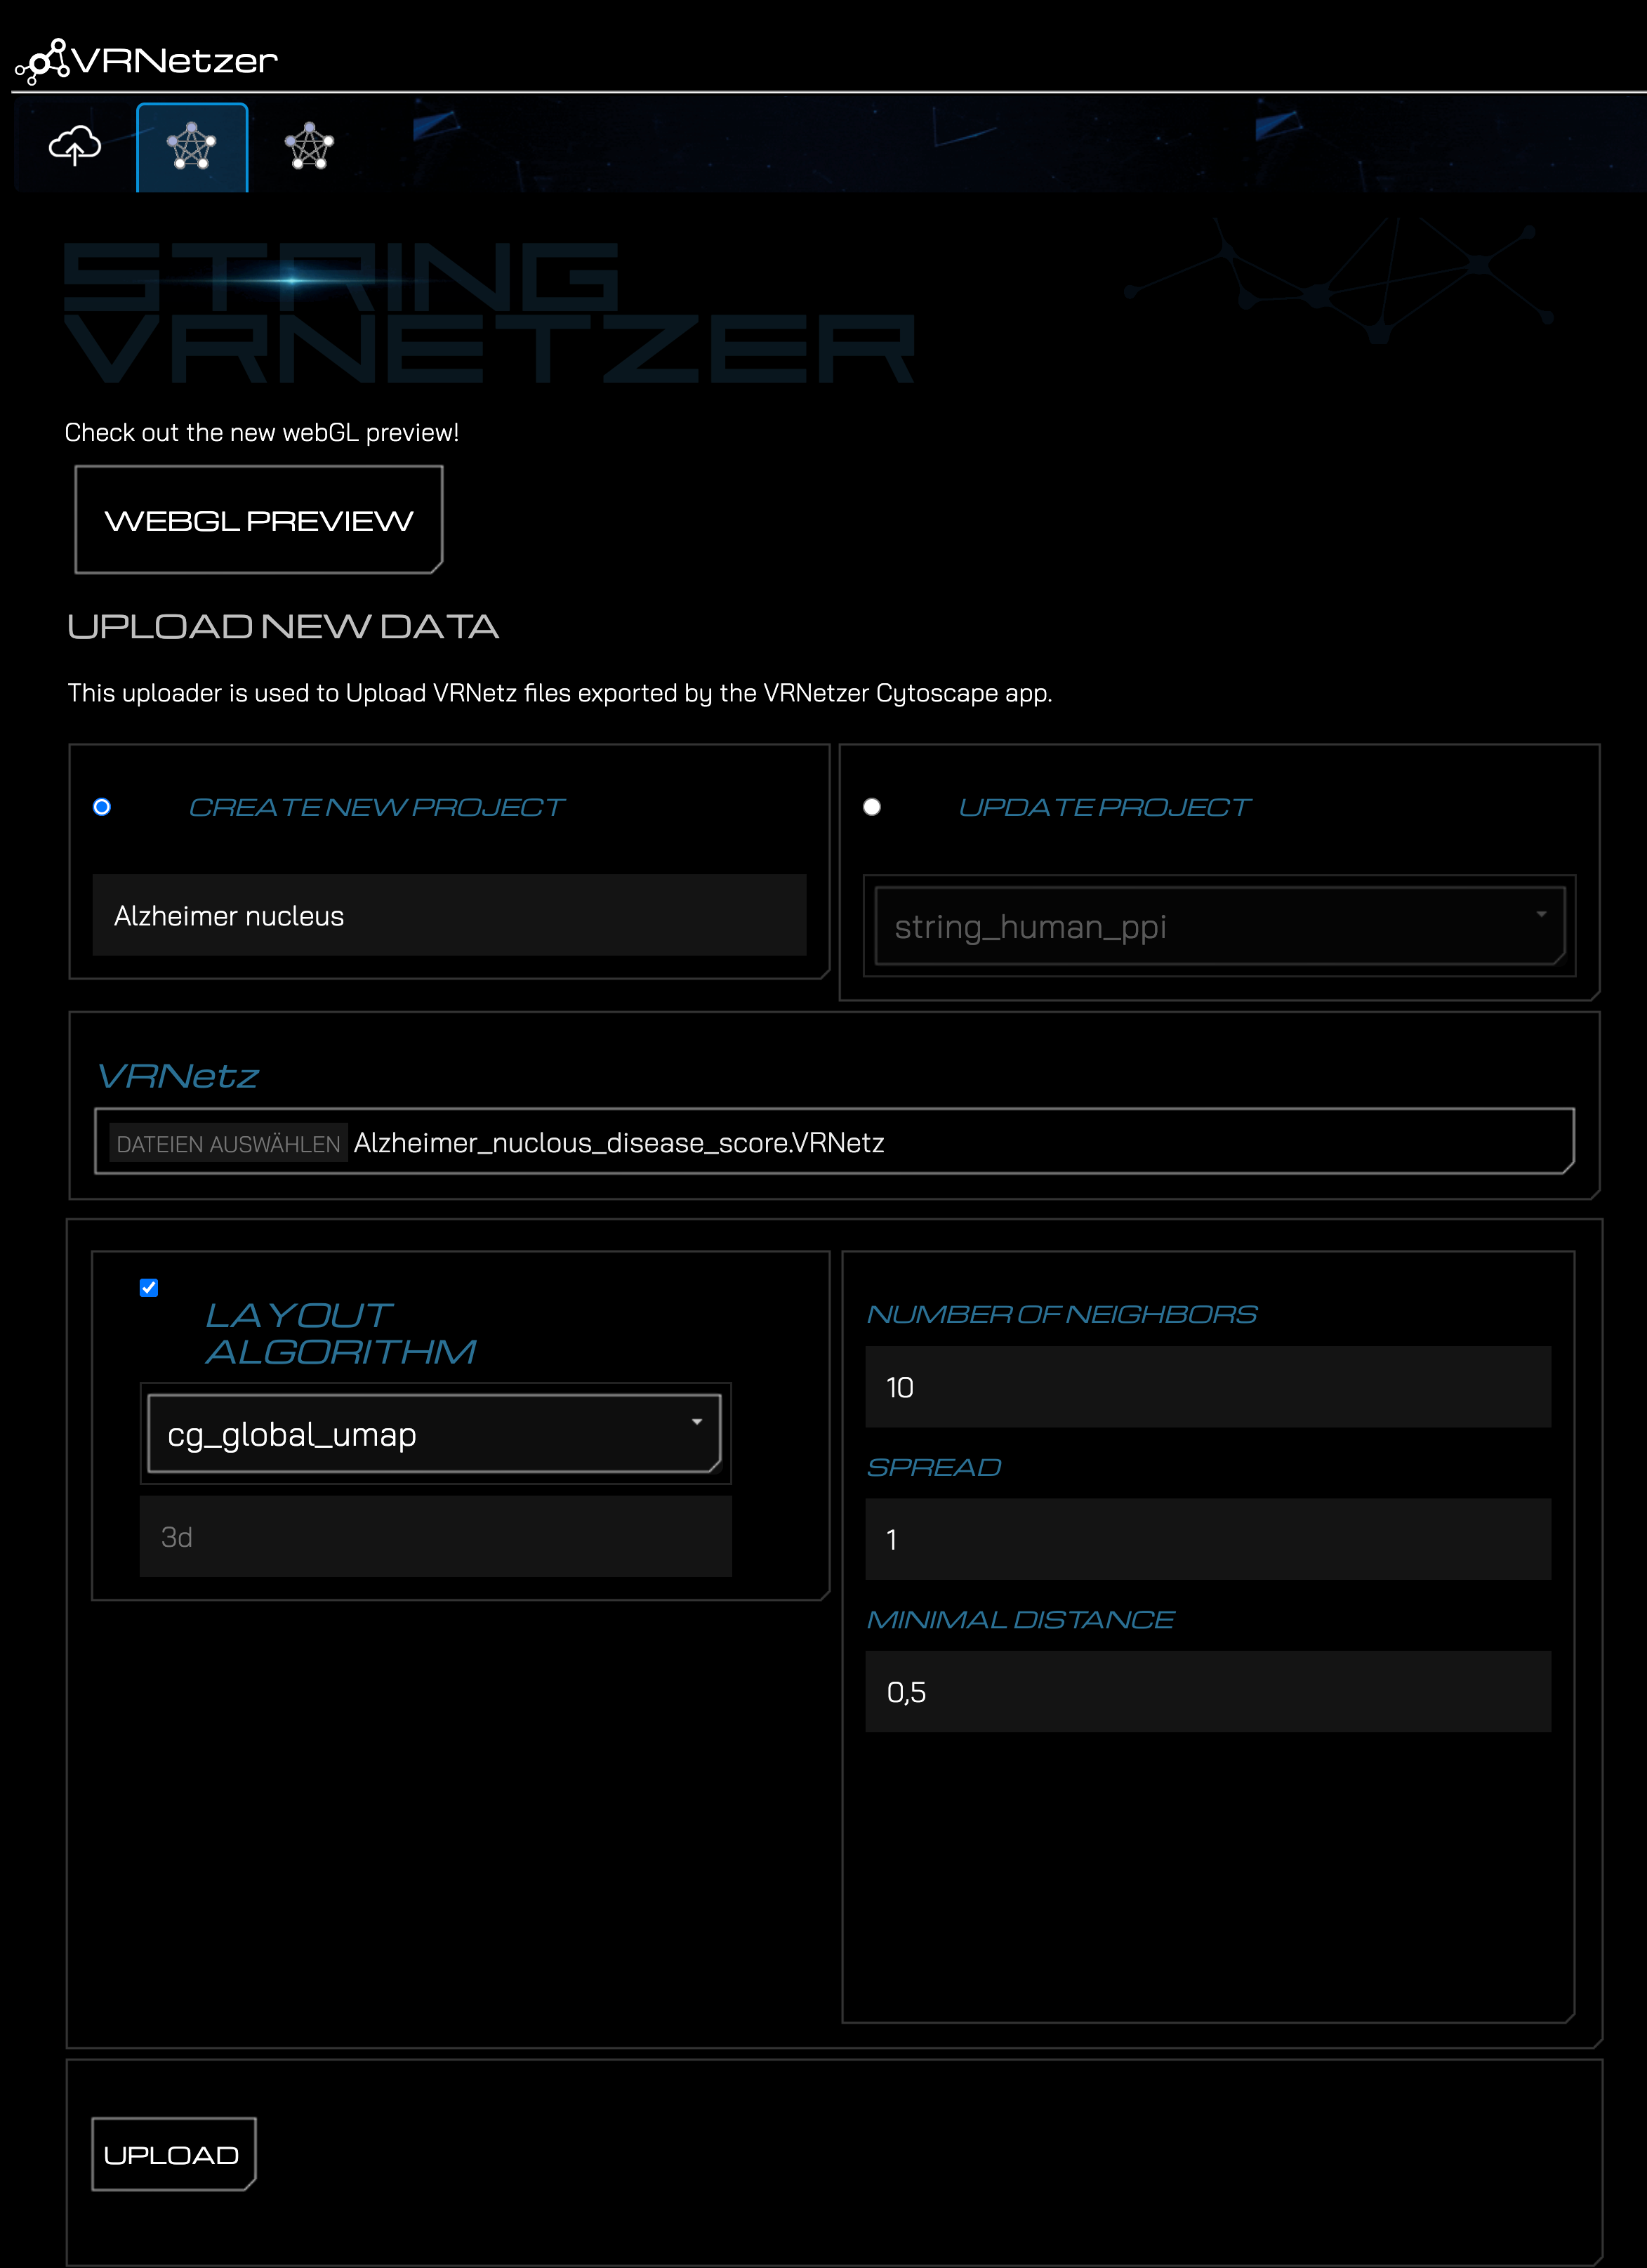 VRNetzer
STRING
VRNETZER
Check out the new webGL preview!
WEBGL PREVIEW
UPLOAD NEW DATA
This uploader is used to Upload VRNetz files exported by the VRNetzer Cytoscape app.
CREATE NEW PROJECT
Alzheimer nucleus
UPDATE PROJECT
string_human_ppi
VRNetz
DATEIEN AUSWÄHLEN Alzheimer_nuclous_disease_score.VRNetz
LAYOUT
ALGORITHM
cg_global_umap
3d
NUMBER OF NEIGHBORS
10
SPREAD
1
MINIMAL DISTANCE
0,5
UPLOAD